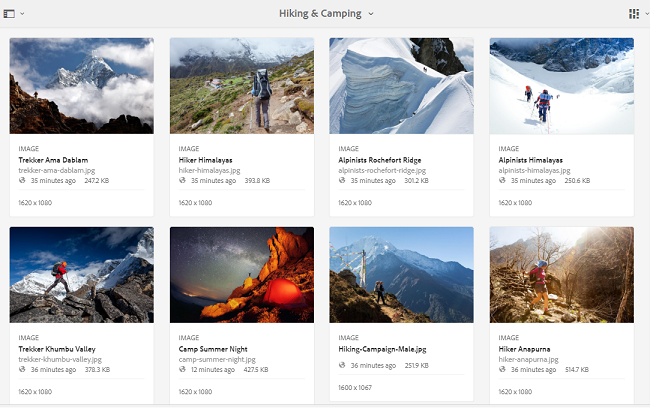 Hiking & Camping
IMAGE
Trekker Ama Dablam
trekker-ama-dablam.jpg
35 minutes ago 247.2 KB
1620 x 1080
IMAGE
Hiker Himalayas
hiker-himalayas.jpg
35 minutes ago 393.8 KB
1620 x 1080
IMAGE
Alpinists Rochefort Ridge
alpinists-rochefort-ridge.jpg
35 minutes ago 301.2 KB
1620 x 1080
IMAGE
Alpinists Himalayas
alpinists-himalayas.jpg
35 minutes ago 250.6 KB
1620 x 1080
IMAGE
Trekker Khumbu Valley
trekker-khumbu-valley.jpg
36 minutes ago 378.3 KB
1620 x 1080
IMAGE
Camp Summer Night
camp-summer-night.jpg
12 minutes ago 427.5 KB
1620 x 1080
IMAGE
Hiking-Campaign-Male.jpg
36 minutes ago 251.9 KB
1600 x 1067
IMAGE
Hiker Anapurna
hiker-anapurna.jpg
36 minutes ago 514.7 KB
1620 x 1080